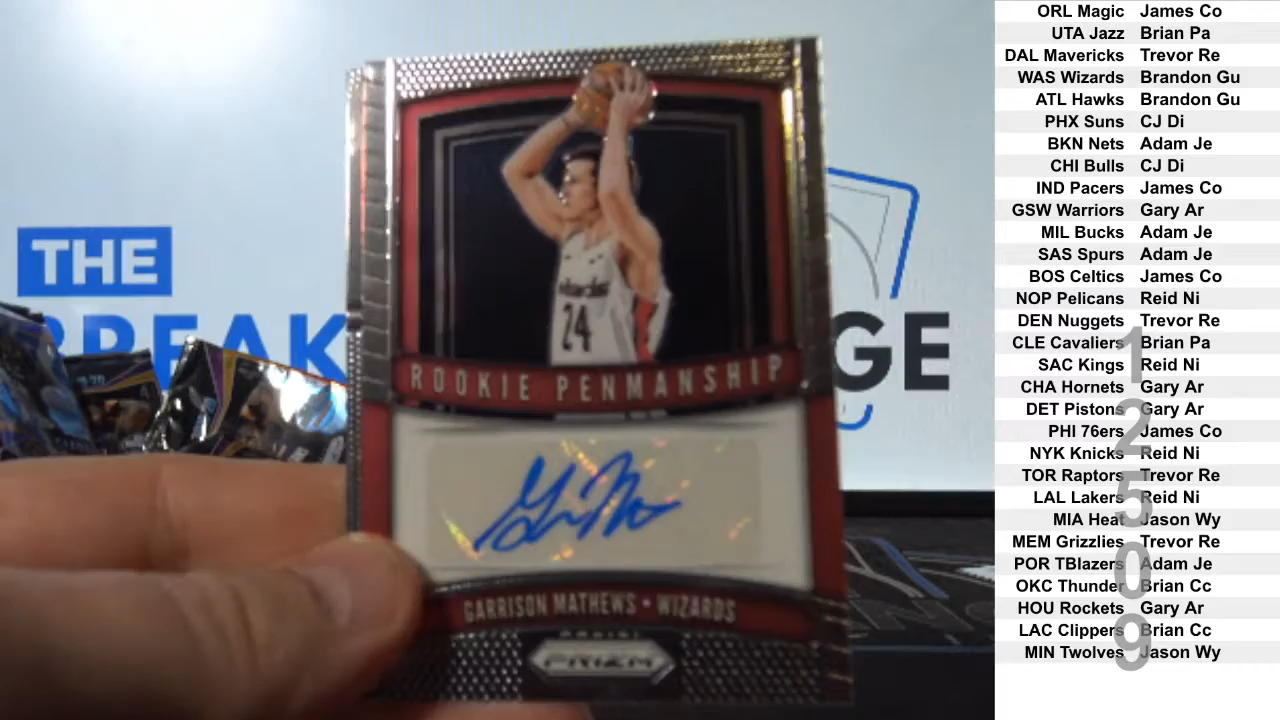 THE
BREAK
GE
24
ROOKIE PENMANSHIP
GARRISON MATHEWS • WIZARDS
PANINI
PRIZM
ORL Magic James Co
UTA Jazz Brian Pa
DAL Mavericks Trevor Re
WAS Wizards Brandon Gu
ATL Hawks Brandon Gu
PHX Suns CJ Di
BKN Nets Adam Je
CHI Bulls CJ Di
IND Pacers James Co
GSW Warriors Gary Ar
MIL Bucks Adam Je
SAS Spurs Adam Je
BOS Celtics James Co
NOP Pelicans Reid Ni
DEN Nuggets Trevor Re
CLE Cavaliers Brian Pa
SAC Kings Reid Ni
CHA Hornets Gary Ar
DET Pistons Gary Ar
PHI 76ers James Co
NYK Knicks Reid Ni
TOR Raptors Trevor Re
LAL Lakers Reid Ni
MIA Heat Jason Wy
MEM Grizzlies Trevor Re
POR TBlazers Adam Je
OKC Thunder Brian Cc
HOU Rockets Gary Ar
LAC Clippers Brian Cc
MIN Twolves Jason Wy
12509